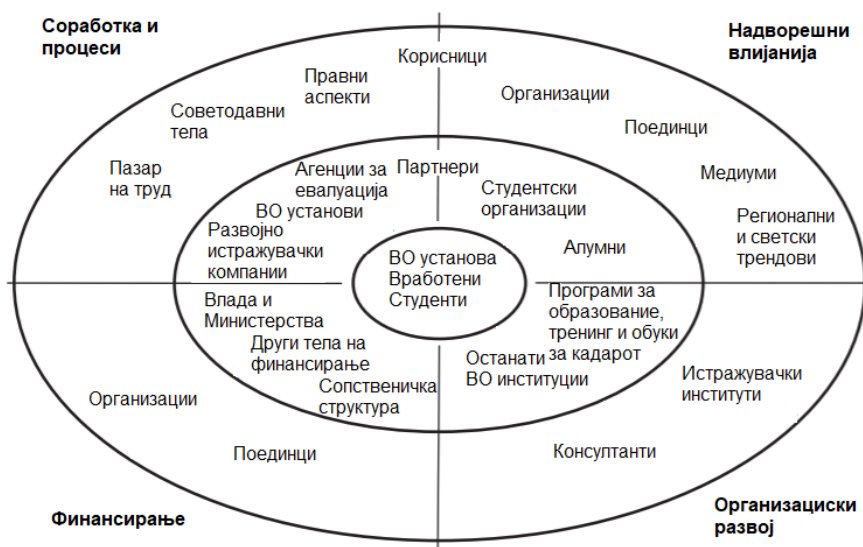 Соработка и
процеси
Надворешни
влијанија
Корисници
Правни
аспекти
Организации
Советодавни
тела
Поединци
Пазар
на труд
Медиуми
Регионални
и светски
трендови
Агенции за
евалуација
Партнери
ВО установи
Студентски
организации
Развојно
истражувачки
компании
Алумни
ВО установа
Вработени
Студенти
Влада и
Министерства
Други тела на
финансирање
Сопственичка
структура
Програми за
образование,
тренинг и обуки
за кадарот
Останати
ВО институции
Организации
Поединци
Истражувачки
институти
Консултанти
Финансирање
Организациски
развој